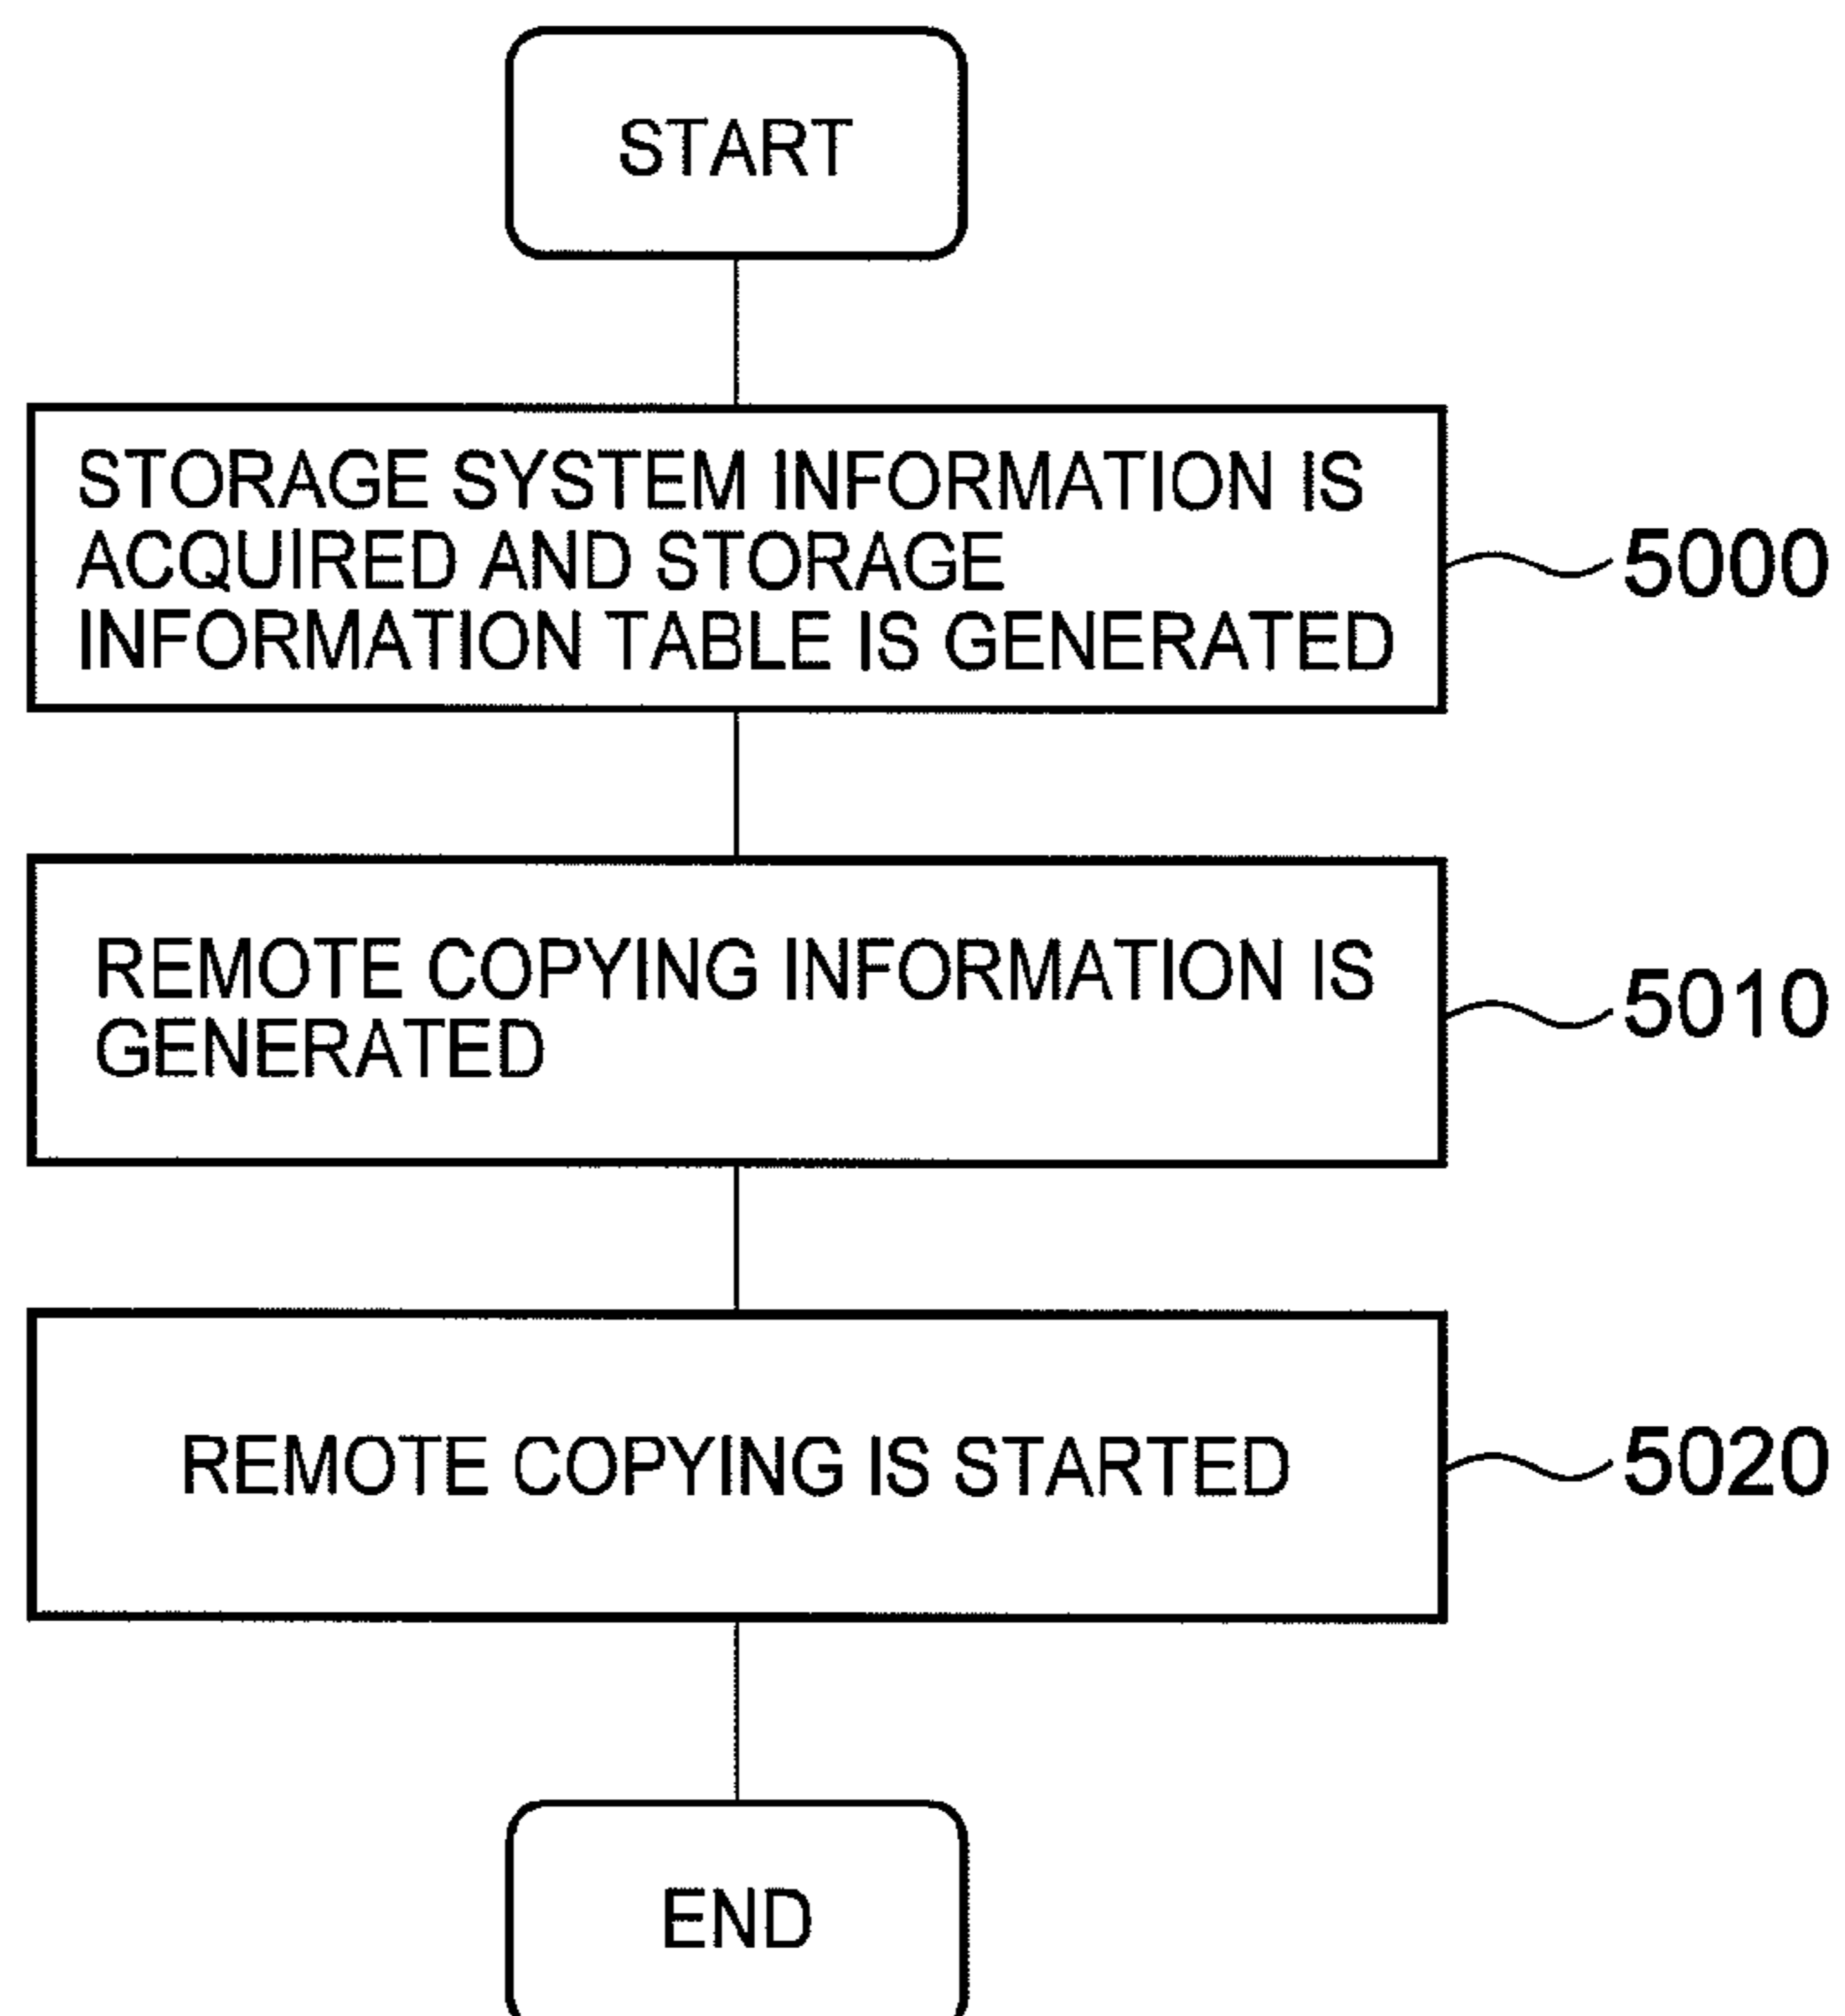 START
STORAGE SYSTEM INFORMATION IS
ACQUIRED AND STORAGE
INFORMATION TABLE IS GENERATED
5000
REMOTE COPYING INFORMATION IS
GENERATED
5010
REMOTE COPYING IS STARTED
5020
END